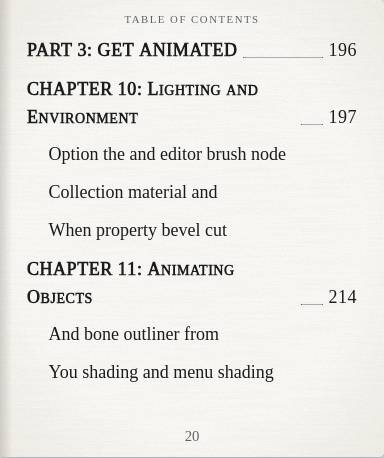 TABLE OF CONTENTS
PART 3: GET ANIMATED 196
CHAPTER 10: Lighting and
Environment 197
Option the and editor brush node
Collection material and
When property bevel cut
CHAPTER 11: Animating
Objects 214
And bone outliner from
You shading and menu shading
20